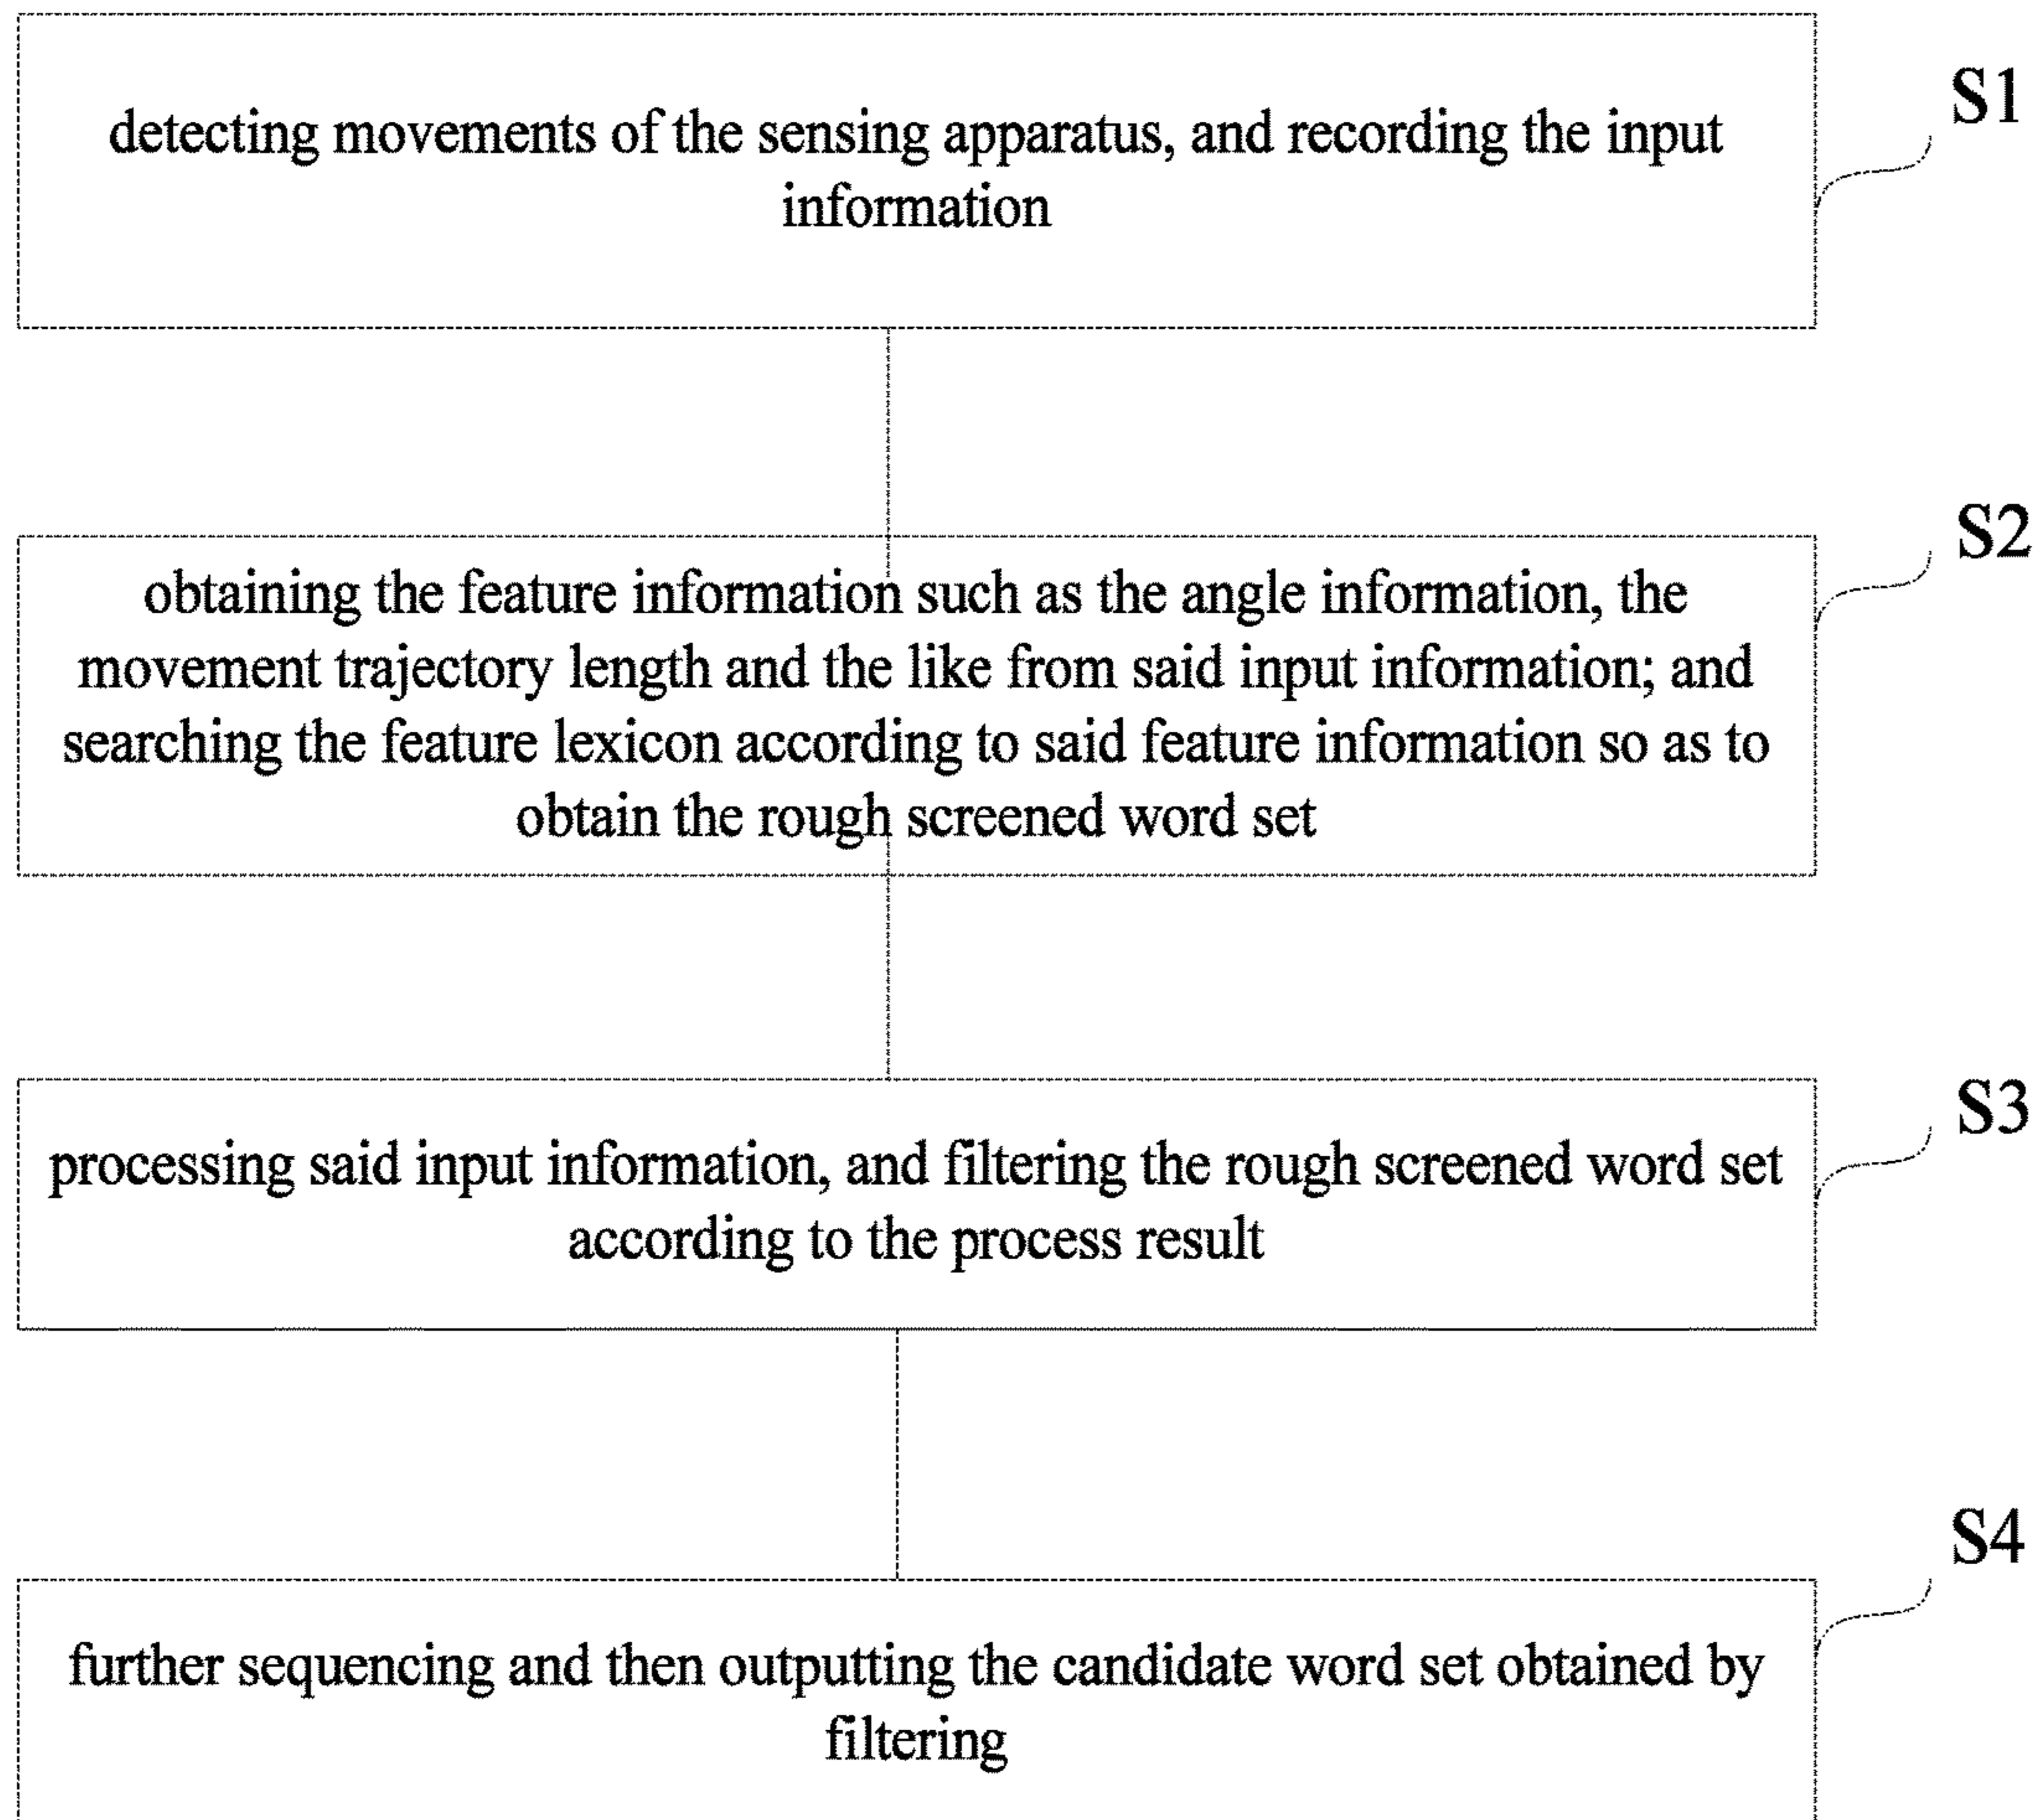 S1
detecting movements of the sensing apparatus, and recording the input
information
S2
obtaining the feature information such as the angle information, the
movement trajectory length and the like from said input information; and
searching the feature lexicon according to said feature information so as to
obtain the rough screened word set
S3
processing said input information, and filtering the rough screened word set
according to the process result
S4
further sequencing and then outputting the candidate word set obtained by
filtering